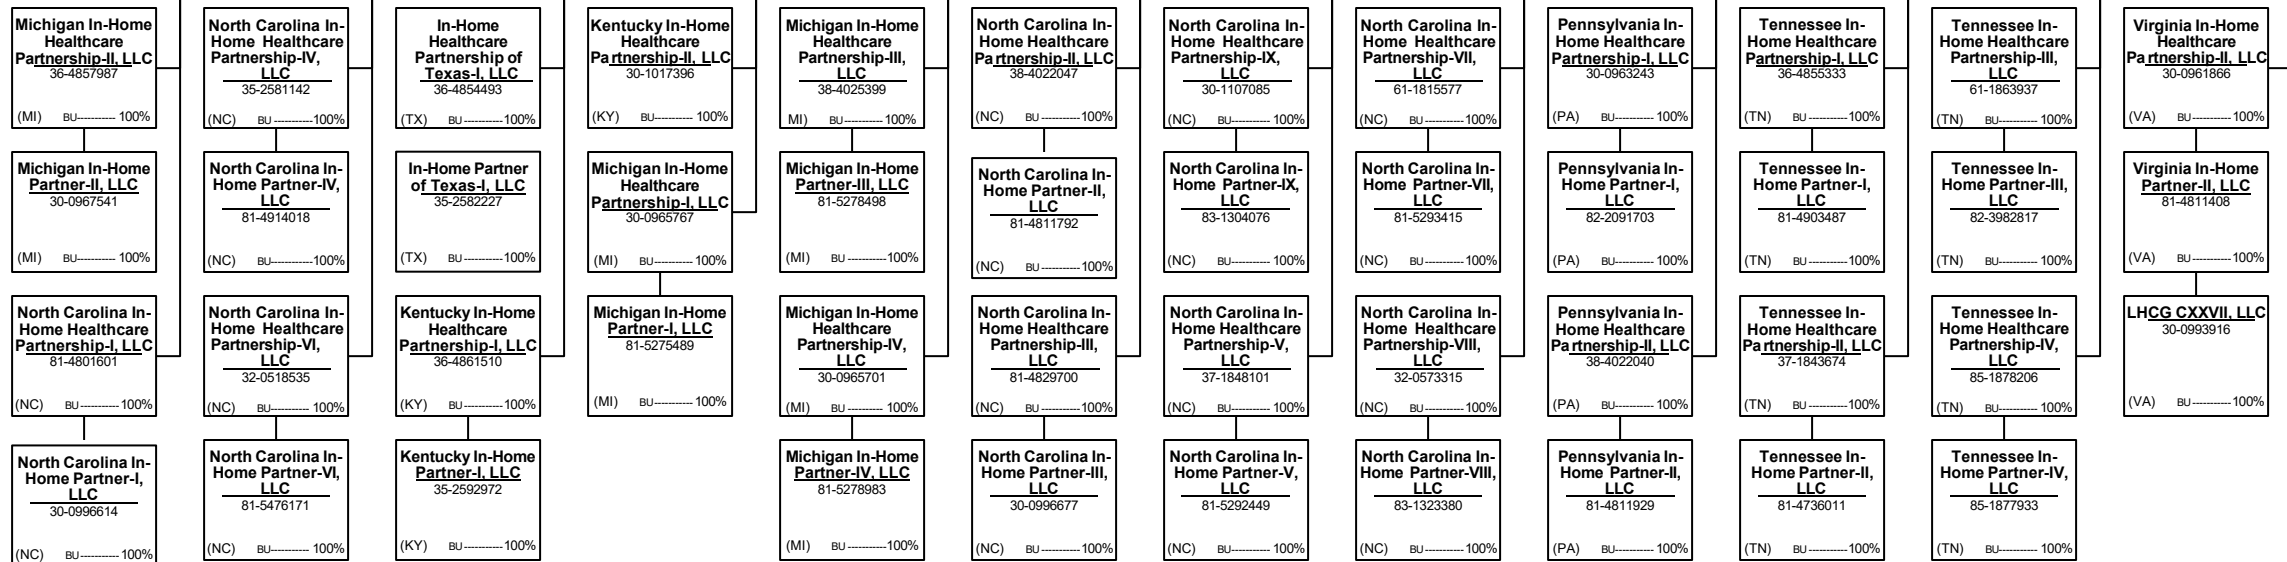 Michigan In-Home
Healthcare
Partnership-II, LLC
36-4857987
(MI) BU----------- 100%
Michigan In-Home
Partner-II, LLC
30-0967541
(MI) BU----------- 100%
North Carolina In-
Home Healthcare
Partnership-I, LLC
81-4801601
(NC) BU----------- 100%
North Carolina In-
Home Partner-I,
LLC
30-0996614
(NC) BU----------- 100%
North Carolina In-
Home Healthcare
Partnership-IV,
LLC
35-2581142
(NC) BU -----------100%
North Carolina In-
Home Partner-IV,
LLC
81-4914018
(NC) BU----------- 100%
North Carolina In-
Home Healthcare
Partnership-VI,
LLC
32-0518535
(NC) BU----------- 100%
North Carolina In-
Home Partner-VI,
LLC
81-5476171
(NC) BU----------- 100%
In-Home
Healthcare
Partnership of
Texas-I, LLC
36-4854493
(TX) BU -----------100%
In-Home Partner
of Texas-I, LLC
35-2582227
(TX) BU -----------100%
Kentucky In-Home
Healthcare
Partnership-I, LLC
36-4861510
(KY) BU -----------100%
Kentucky In-Home
Partner-I, LLC
35-2592972
(KY) BU -----------100%
Kentucky In-Home
Healthcare
Partnership-II, LLC
30-1017396
(KY) BU----------- 100%
Michigan In-Home
Healthcare
Partnership-I, LLC
30-0965767
(MI) BU----------- 100%
Michigan In-Home
Partner-I, LLC
81-5275489
(MI) BU----------- 100%
Michigan In-Home
Healthcare
Partnership-III,
LLC
38-4025399
MI) BU -----------100%
Michigan In-Home
Partner-III, LLC
81-5278498
(MI) BU -----------100%
Michigan In-Home
Healthcare
Partnership-IV,
LLC
30-0965701
(MI) BU -----------100%
Michigan In-Home
Partner-IV, LLC
81-5278983
(MI) BU -----------100%
North Carolina In-
Home Healthcare
Partnership-II, LLC
38-4022047
(NC) BU -----------100%
North Carolina In-
Home Partner-II,
LLC
81-4811792
(NC) BU -----------100%
North Carolina In-
Home Healthcare
Partnership-III,
LLC
81-4829700
(NC) BU -----------100%
North Carolina In-
Home Partner-III,
LLC
30-0996677
(NC) BU -----------100%
North Carolina In-
Home Healthcare
Partnership-IX,
LLC
30-1107085
(NC) BU -----------100%
North Carolina In-
Home Partner-IX,
LLC
83-1304076
(NC) BU -----------100%
North Carolina In-
Home Healthcare
Partnership-V,
LLC
37-1848101
(NC) BU -----------100%
North Carolina In-
Home Partner-V,
LLC
81-5292449
(NC) BU -----------100%
North Carolina In-
Home Healthcare
Partnership-VII,
LLC
61-1815577
(NC) BU -----------100%
North Carolina In-
Home Partner-VII,
LLC
81-5293415
(NC) BU -----------100%
North Carolina In-
Home Healthcare
Partnership-VIII,
LLC
32-0573315
(NC) BU -----------100%
North Carolina In-
Home Partner-VIII,
LLC
83-1323380
(NC) BU -----------100%
Pennsylvania In-
Home Healthcare
Partnership-I, LLC
30-0963243
(PA) BU----------- 100%
Pennsylvania In-
Home Partner-I,
LLC
82-2091703
(PA) BU----------- 100%
Pennsylvania In-
Home Healthcare
Partnership-II, LLC
38-4022040
(PA) BU----------- 100%
Pennsylvania In-
Home Partner-II,
LLC
81-4811929
(PA) BU----------- 100%
Tennessee In-
Home Healthcare
Partnership-I, LLC
36-4855333
(TN) BU----------- 100%
Tennessee In-
Home Partner-I,
LLC
81-4903487
(TN) BU----------- 100%
Tennessee In-
Home Healthcare
Partnership-II, LLC
37-1843674
(TN) BU----------- 100%
Tennessee In-
Home Partner-II,
LLC
81-4736011
(TN) BU----------- 100%
Tennessee In-
Home Healthcare
Partnership-III,
LLC
61-1863937
(TN) BU----------- 100%
Tennessee In-
Home Partner-III,
LLC
82-3982817
(TN) BU----------- 100%
Tennessee In-
Home Healthcare
Partnership-IV,
LLC
85-1878206
(TN) BU----------- 100%
Tennessee In-
Home Partner-IV,
LLC
85-1877933
(TN) BU----------- 100%
Virginia In-Home
Healthcare
Partnership-II, LLC
30-0961866
(VA) BU -----------100%
Virginia In-Home
Partner-II, LLC
81-4811408
(VA) BU -----------100%
LHCG CXXVII, LLC
30-0993916
(VA) BU -----------100%